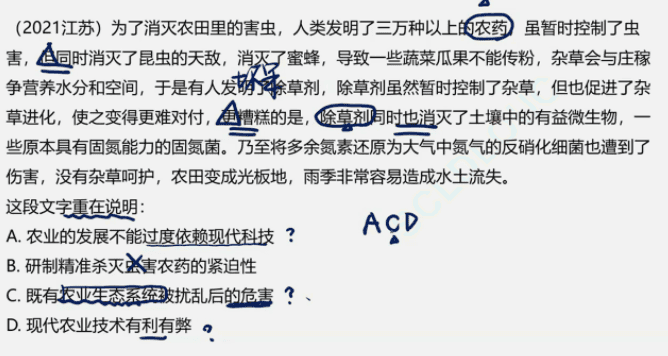 （2021江苏）为了消灭农田里的害虫，人类发明了三万种以上的农药，虽暂时控制了虫
害，但同时消灭了昆虫的天敌，消灭了蜜蜂，导致一些蔬菜瓜果不能传粉，杂草会与庄稼
争营养水分和空间，于是有人发明了除草剂，除草剂虽然暂时控制了杂草，但也促进了杂
草进化，使之变得更难对付，更糟糕的是，除草剂同时也消灭了土壤中的有益微生物，一
些原本具有固氮能力的固氮菌。乃至将多余氮素还原为大气中氮气的反硝化细菌也遭到了
伤害，没有杂草呵护，农田变成光板地，雨季非常容易造成水土流失。
这段文字重在说明：
A. 农业的发展不能过度依赖现代科技 ？
B. 研制精准杀灭虫害农药的紧迫性
ACD
C. 既有农业生态系统被扰乱后的危害 ？、
D. 现代农业技术有利有弊 ？